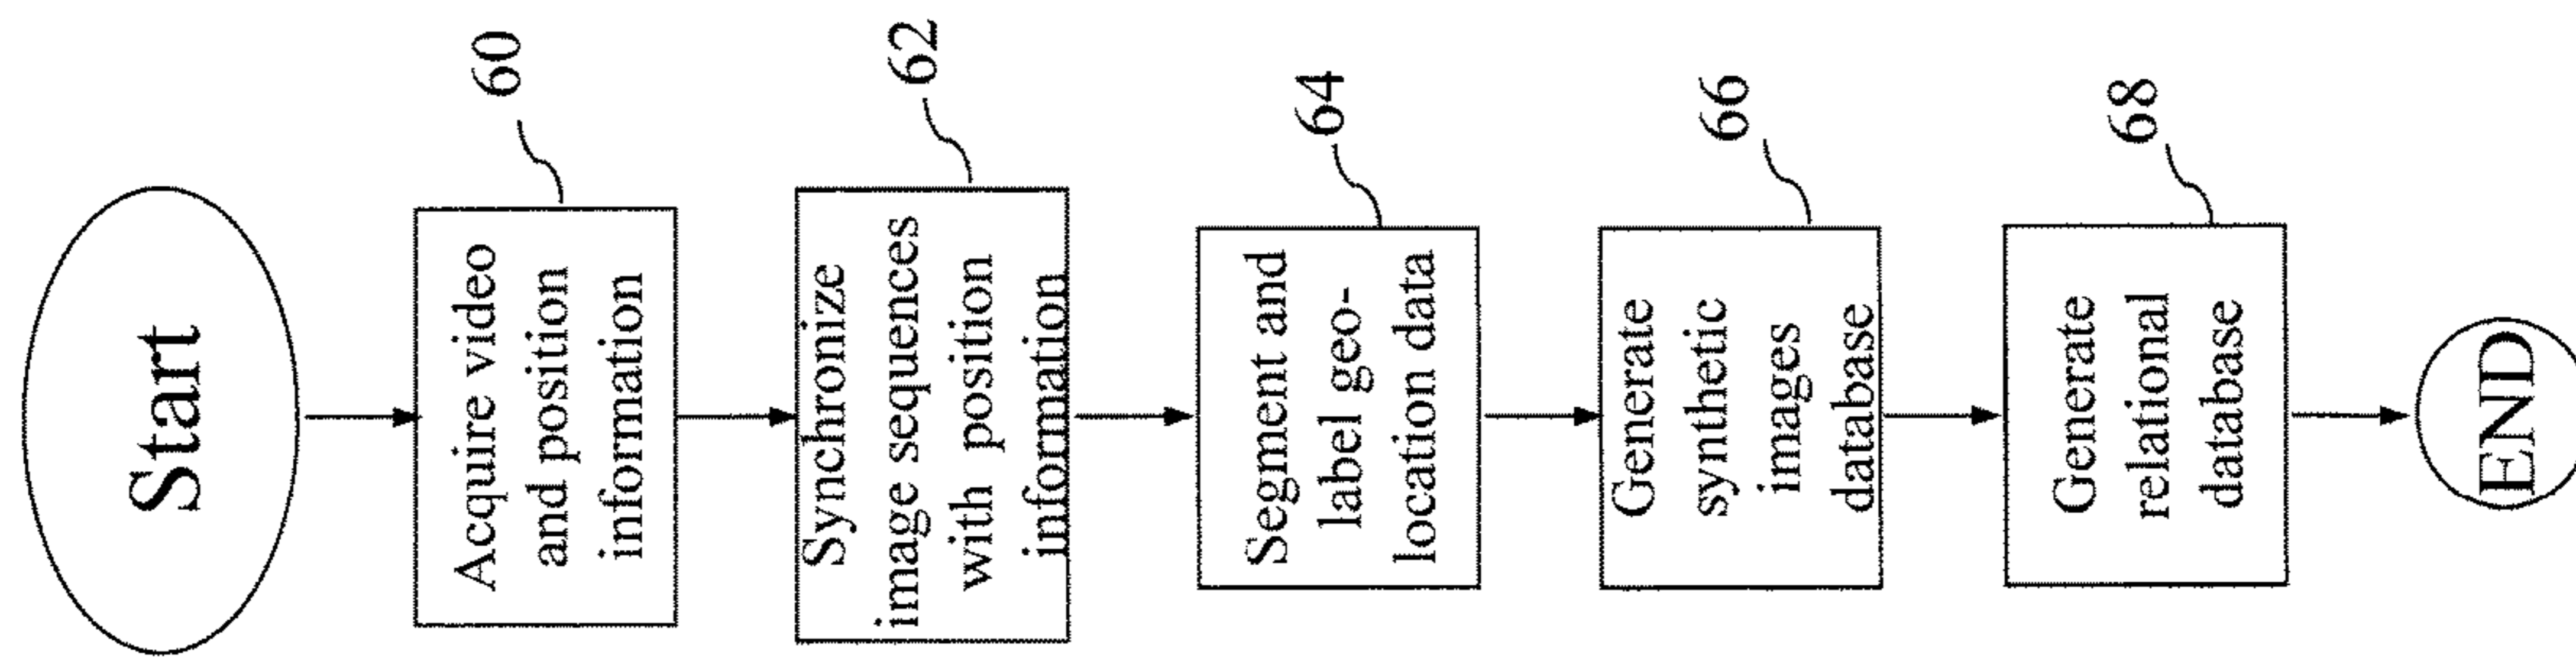 Start
60
Acquire video
and position
information
62
Synchronize
image sequences
with position
information
64
Segment and
label geo-
location data
66
Generate
synthetic
images
database
68
Generate
relational
database
END